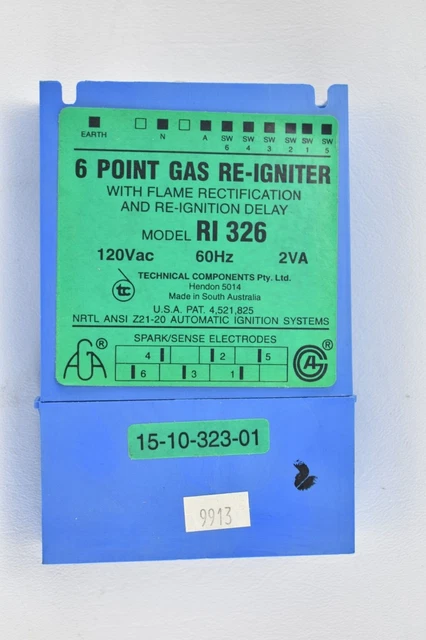 EARTH N A SW 6 SW 4 SW 3 SW 2 SW 1 SW 5
6 POINT GAS RE-IGNITER
WITH FLAME RECTIFICATION
AND RE-IGNITION DELAY
MODEL RI 326
120Vac 60Hz 2VA
tc TECHNICAL COMPONENTS Pty. Ltd.
Hendon 5014
Made in South Australia
U.S.A. PAT. 4,521,825
NRTL ANSI Z21-20 AUTOMATIC IGNITION SYSTEMS
SPARK/SENSE ELECTRODES
AGA ®
4 2 5
6 3 1
CGA ®
15-10-323-01
9913